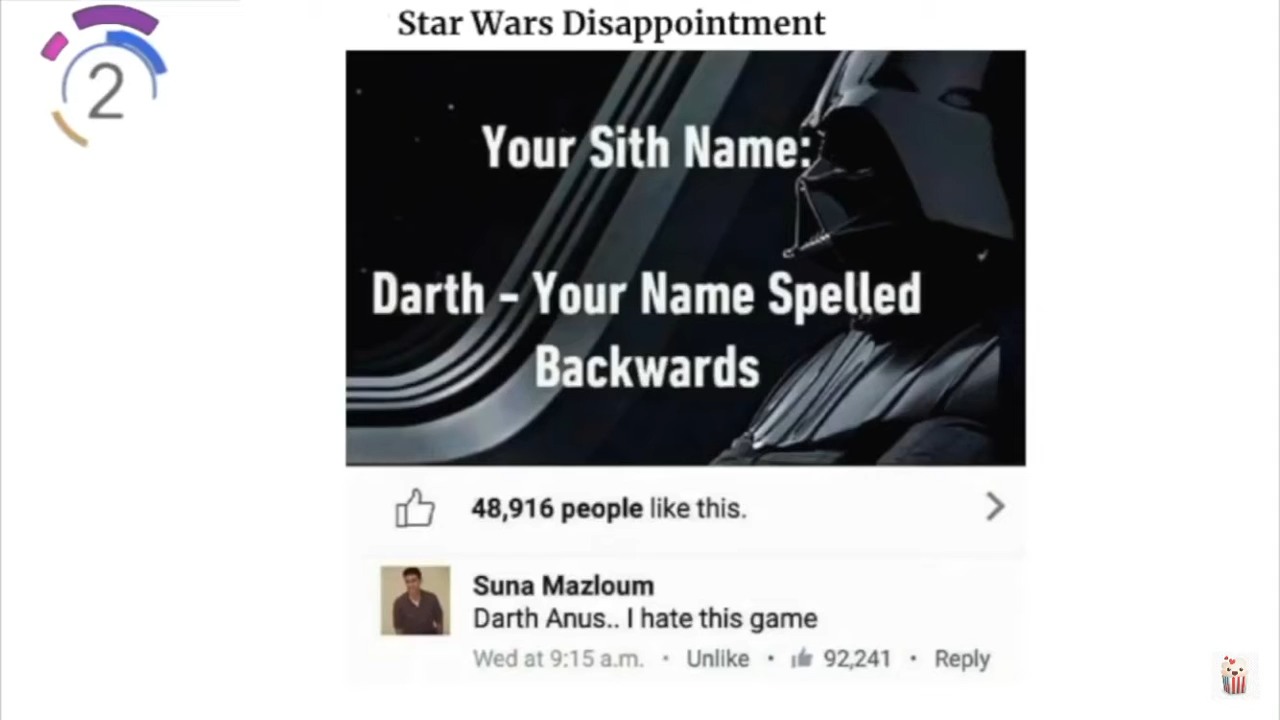 Star Wars Disappointment
2
Your Sith Name:
Darth - Your Name Spelled
Backwards
48,916 people like this.
Suna Mazloum
Darth Anus.. I hate this game
Wed at 9:15 a.m. • Unlike • 92,241 • Reply